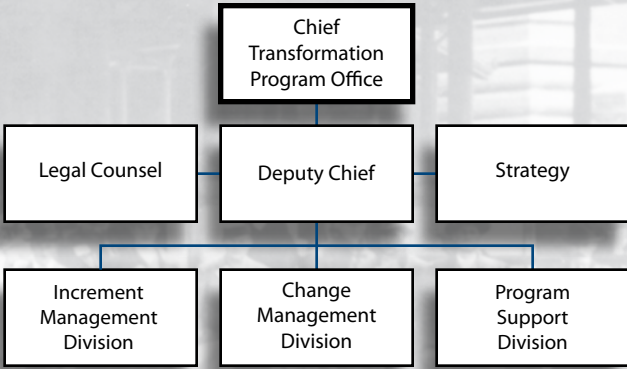 Chief
Transformation
Program Office
Legal Counsel
Deputy Chief
Strategy
Increment
Management
Division
Change
Management
Division
Program
Support
Division